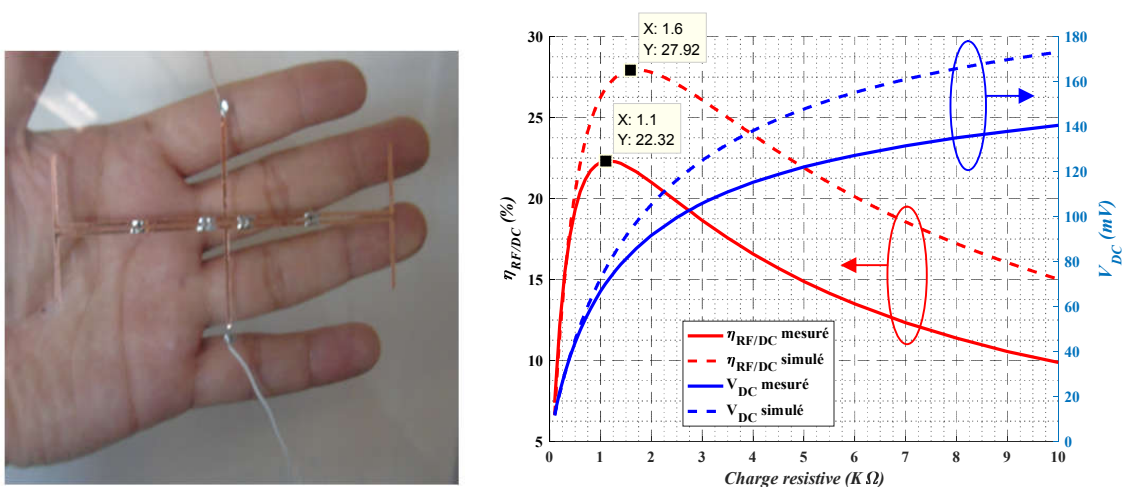 X: 1.6
Y: 27.92
X: 1.1
Y: 22.32
30
25
20
15
10
5
η_RF/DC (%)
180
160
140
120
100
80
60
40
20
0
V_DC (mV)
η_RF/DC mesuré
η_RF/DC simulé
V_DC mesuré
V_DC simulé
0 1 2 3 4 5 6 7 8 9 10
Charge resistive (K Ω)